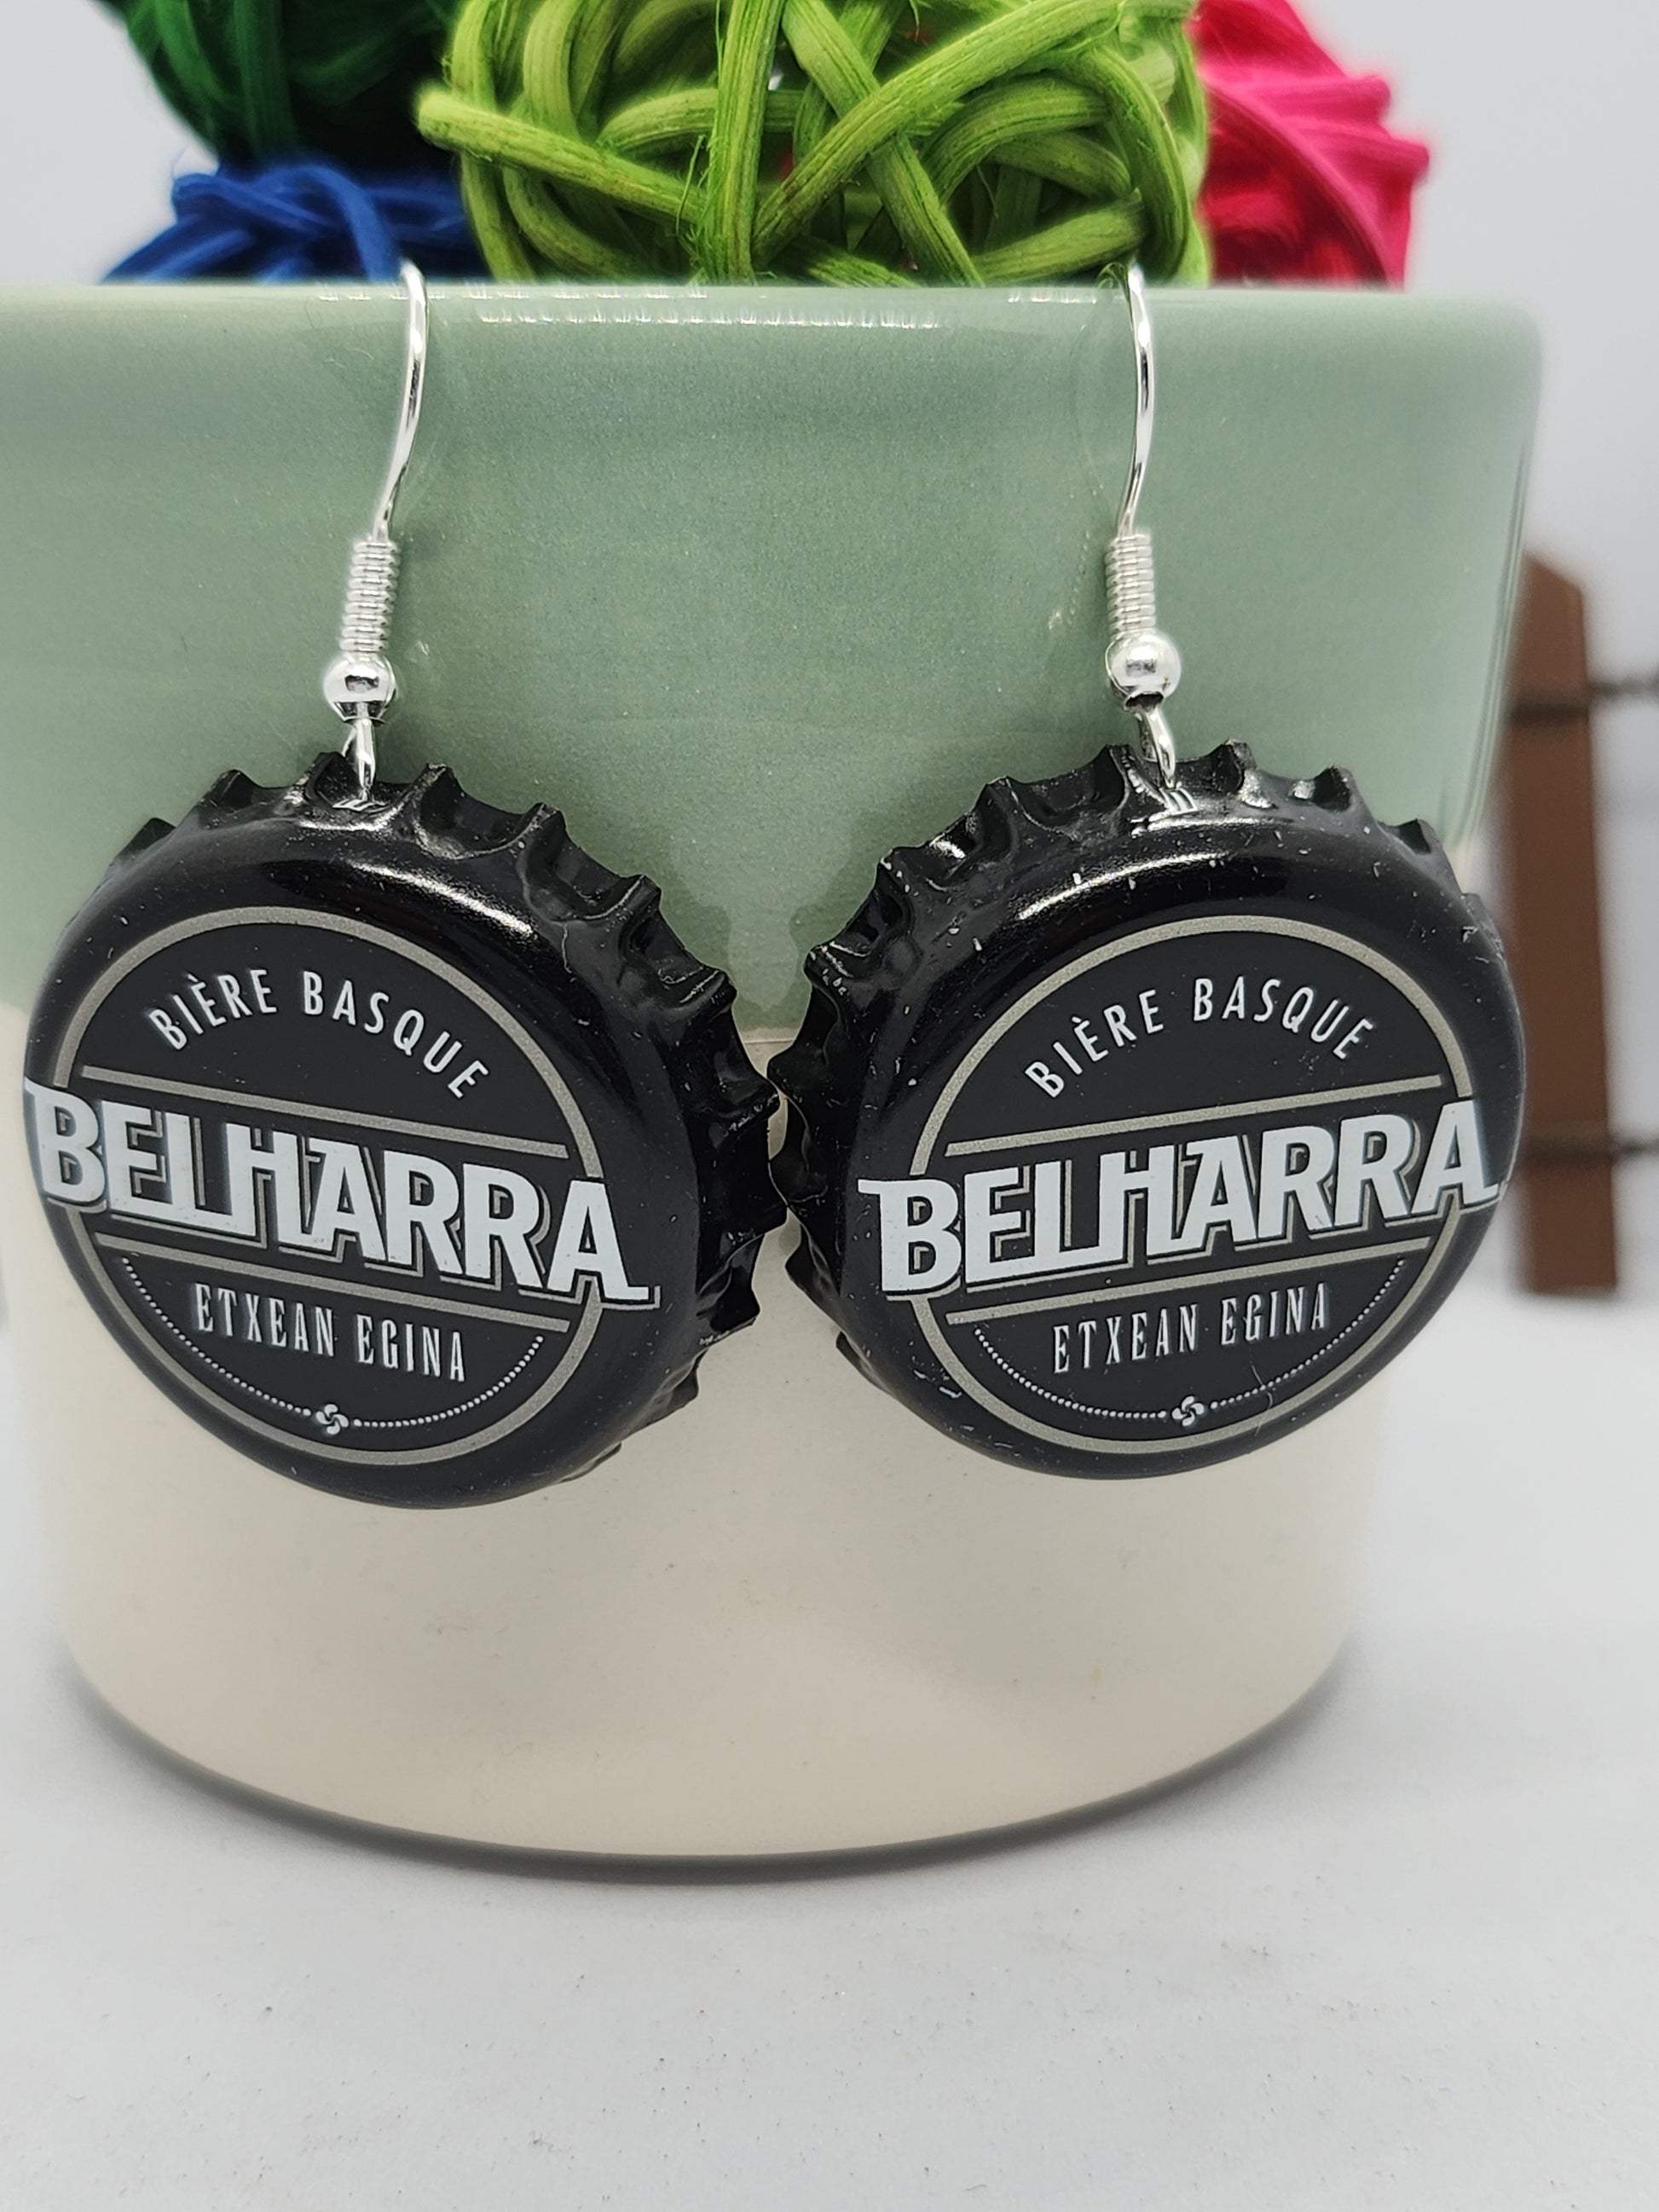 BIÈRE BASQUE
BELHARRA
ETXEAN EGINA
BIÈRE BASQUE
BELHARRA
ETXEAN EGINA